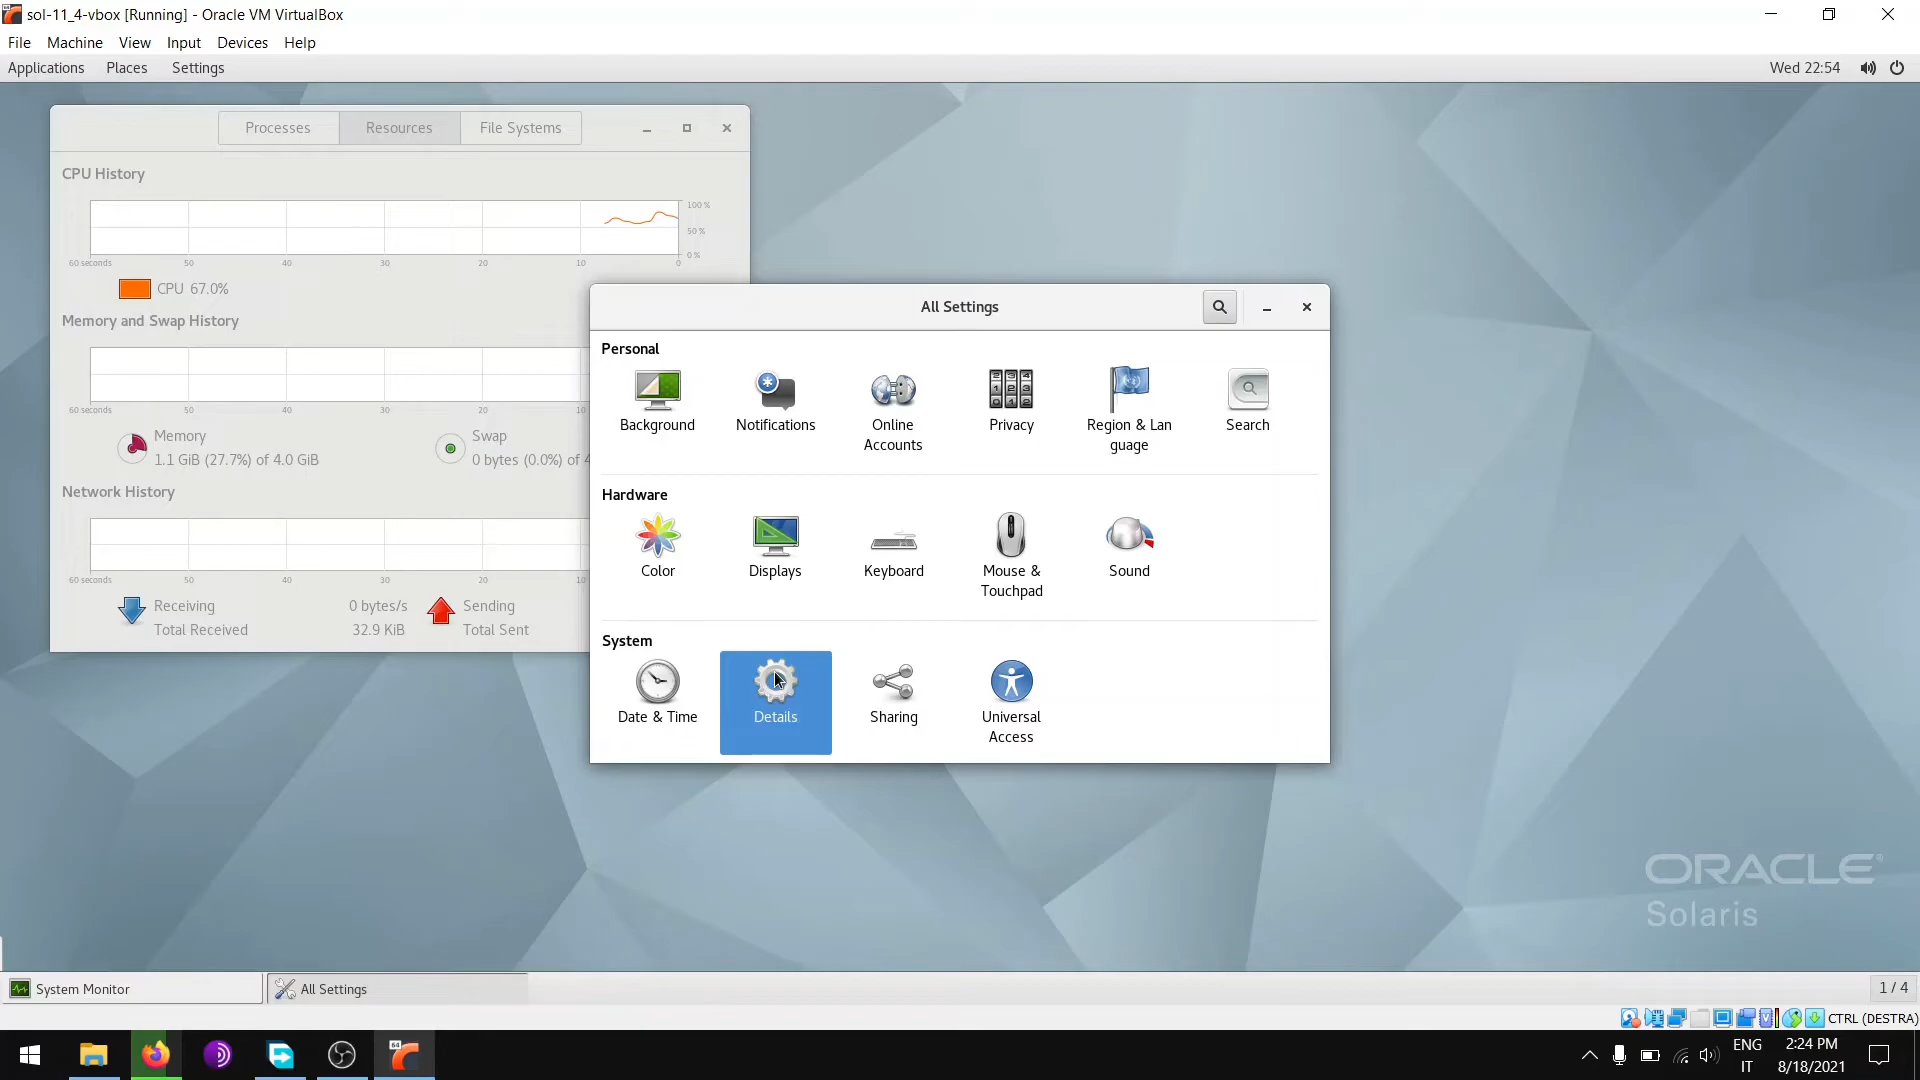 sol-11_4-vbox [Running] - Oracle VM VirtualBox
File Machine View Input Devices Help
Applications Places Settings
Wed 22:54
Processes Resources File Systems
CPU History
100 %
50 %
0 %
60 seconds 50 40 30 20 10 0
CPU 67.0%
Memory and Swap History
60 seconds 50 40 30 20 10
Memory
1.1 GiB (27.7%) of 4.0 GiB
Swap
0 bytes (0.0%) of 4
Network History
60 seconds 50 40 30 20 10
Receiving 0 bytes/s
Total Received 32.9 KiB
Sending
Total Sent
All Settings
Personal
Background
Notifications
Online
Accounts
Privacy
Region & Lan
guage
Search
Hardware
Color
Displays
Keyboard
Mouse &
Touchpad
Sound
System
Date & Time
Details
Sharing
Universal
Access
ORACLE
Solaris
System Monitor
All Settings
1 / 4
CTRL (DESTRA)
64
ENG
IT
2:24 PM
8/18/2021